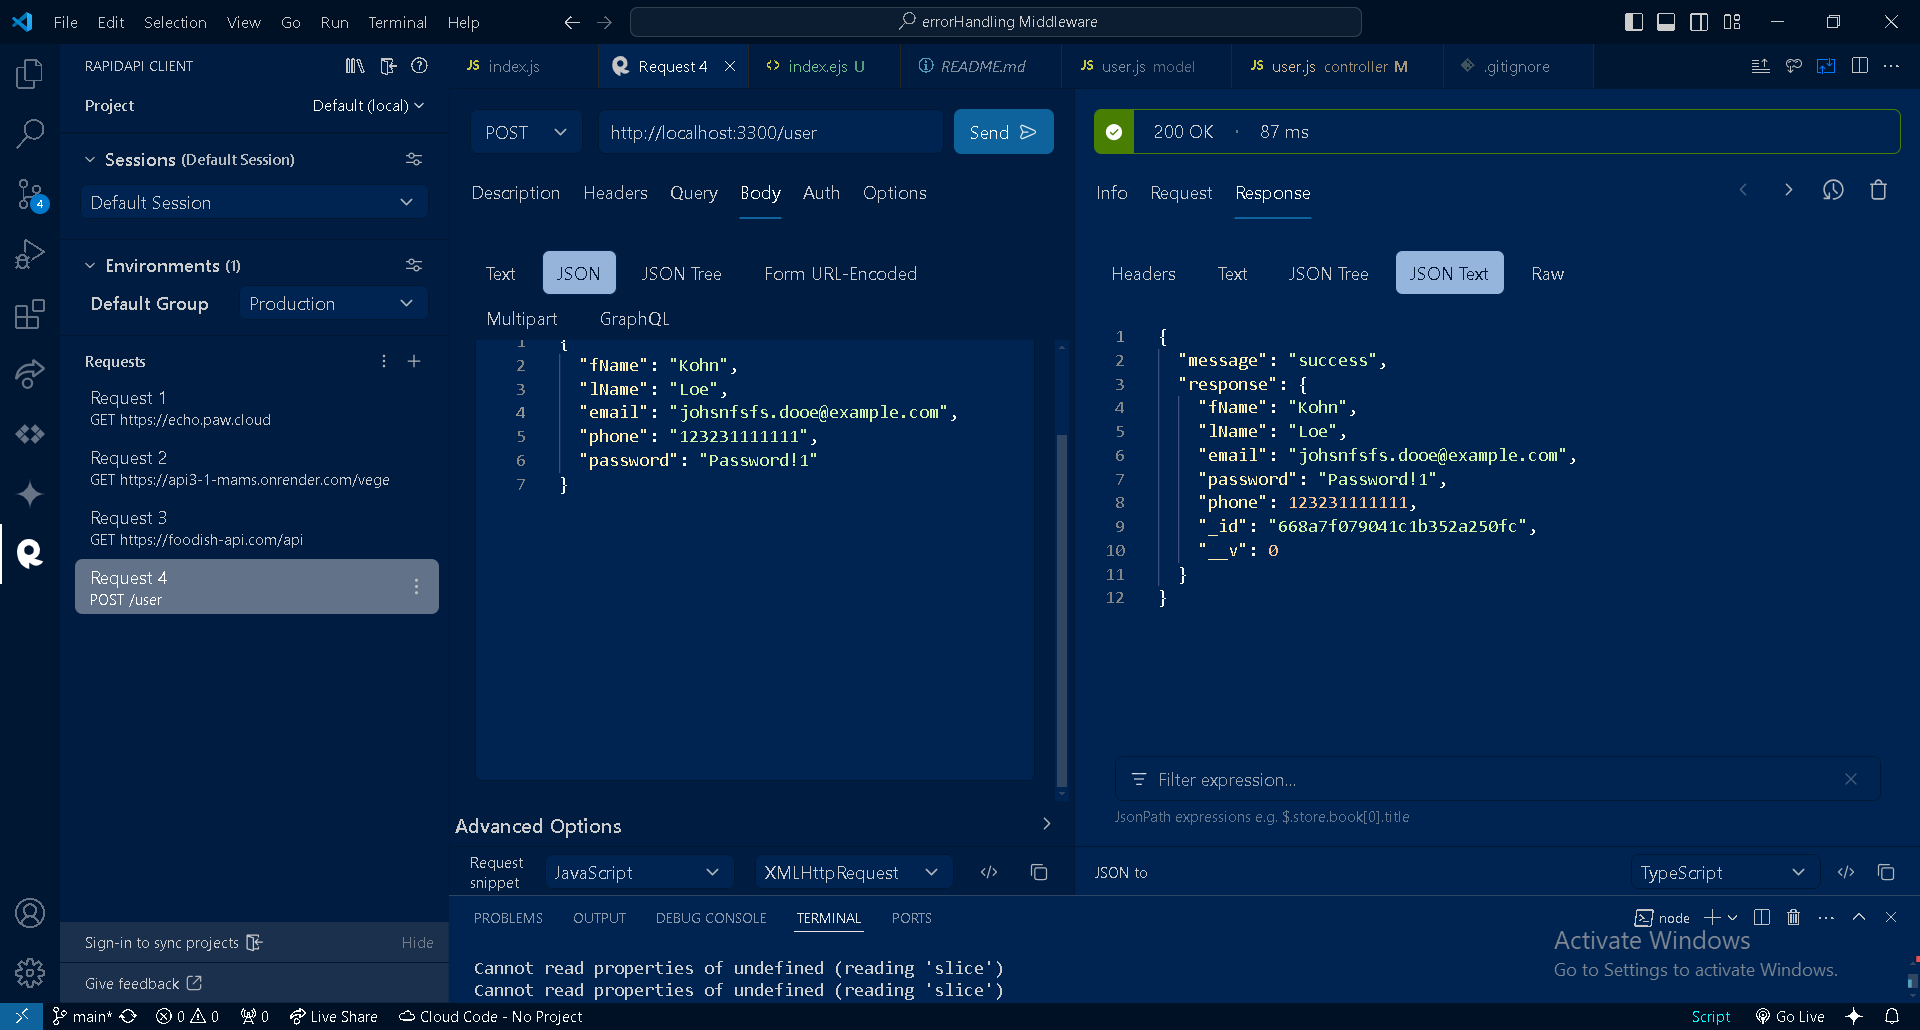 File Edit Selection View Go Run Terminal Help
errorHandling Middleware
RAPIDAPI CLIENT
Project Default (local)
Sessions (Default Session)
Default Session
Environments (1)
Default Group Production
Requests
Request 1
GET https://echo.paw.cloud
Request 2
GET https://api3-1-mams.onrender.com/vege
Request 3
GET https://foodish-api.com/api
Request 4
POST /user
Sign-in to sync projects Hide
Give feedback
4
JS index.js Request 4 index.ejs U README.md JS user.js model JS user.js controller M .gitignore
POST http://localhost:3300/user Send
Description Headers Query Body Auth Options
Text JSON JSON Tree Form URL-Encoded
Multipart GraphQL
1 {
2 "fName": "Kohn",
3 "lName": "Loe",
4 "email": "johsnfsfs.dooe@example.com",
5 "phone": "123231111111",
6 "password": "Password!1"
7 }
Advanced Options
Request snippet JavaScript XMLHttpRequest
200 OK · 87 ms
Info Request Response
Headers Text JSON Tree JSON Text Raw
1 {
2 "message": "success",
3 "response": {
4 "fName": "Kohn",
5 "lName": "Loe",
6 "email": "johsnfsfs.dooe@example.com",
7 "password": "Password!1",
8 "phone": 123231111111,
9 "_id": "668a7f079041c1b352a250fc",
10 "__v": 0
11 }
12 }
Filter expression...
JsonPath expressions e.g. $.store.book[0].title
JSON to TypeScript
PROBLEMS OUTPUT DEBUG CONSOLE TERMINAL PORTS
node
Cannot read properties of undefined (reading 'slice')
Cannot read properties of undefined (reading 'slice')
Activate Windows
Go to Settings to activate Windows.
main* 0 0 0 Live Share Cloud Code - No Project Script Go Live